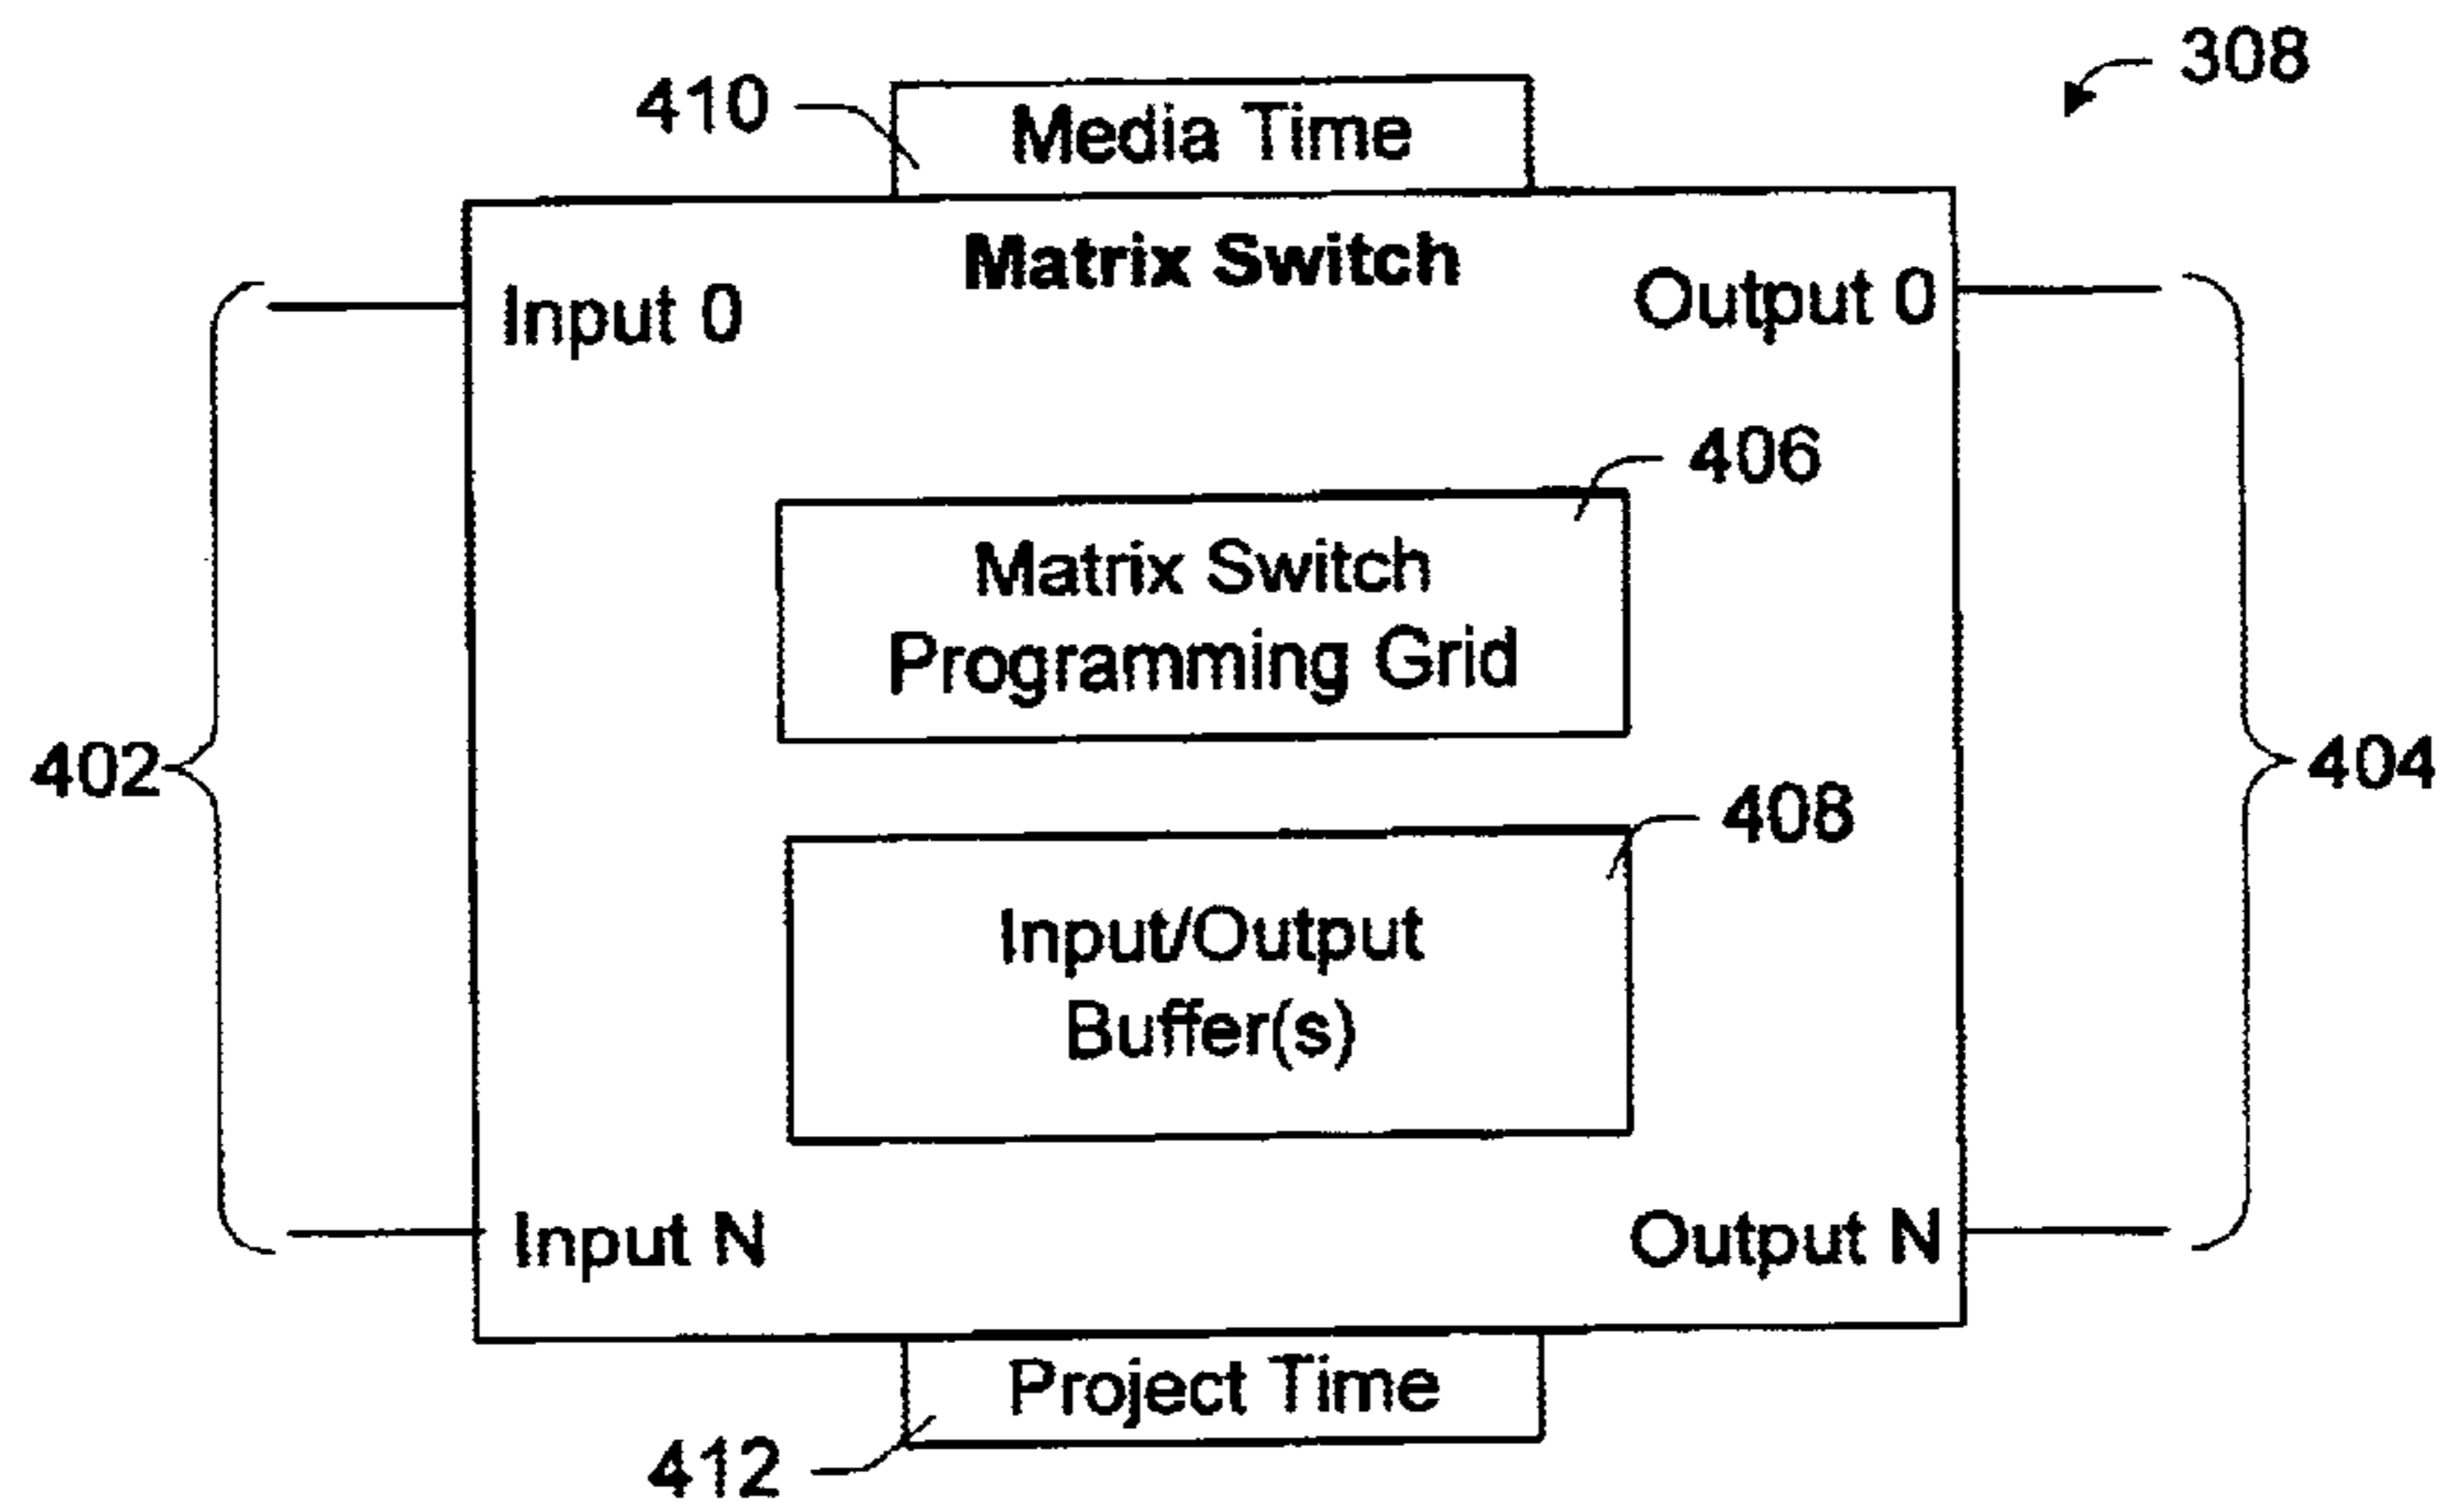 308
410
Media Time
Matrix Switch
Input 0
Output 0
406
Matrix Switch
Programming Grid
402
404
408
Input/Output
Buffer(s)
Input N
Output N
Project Time
412